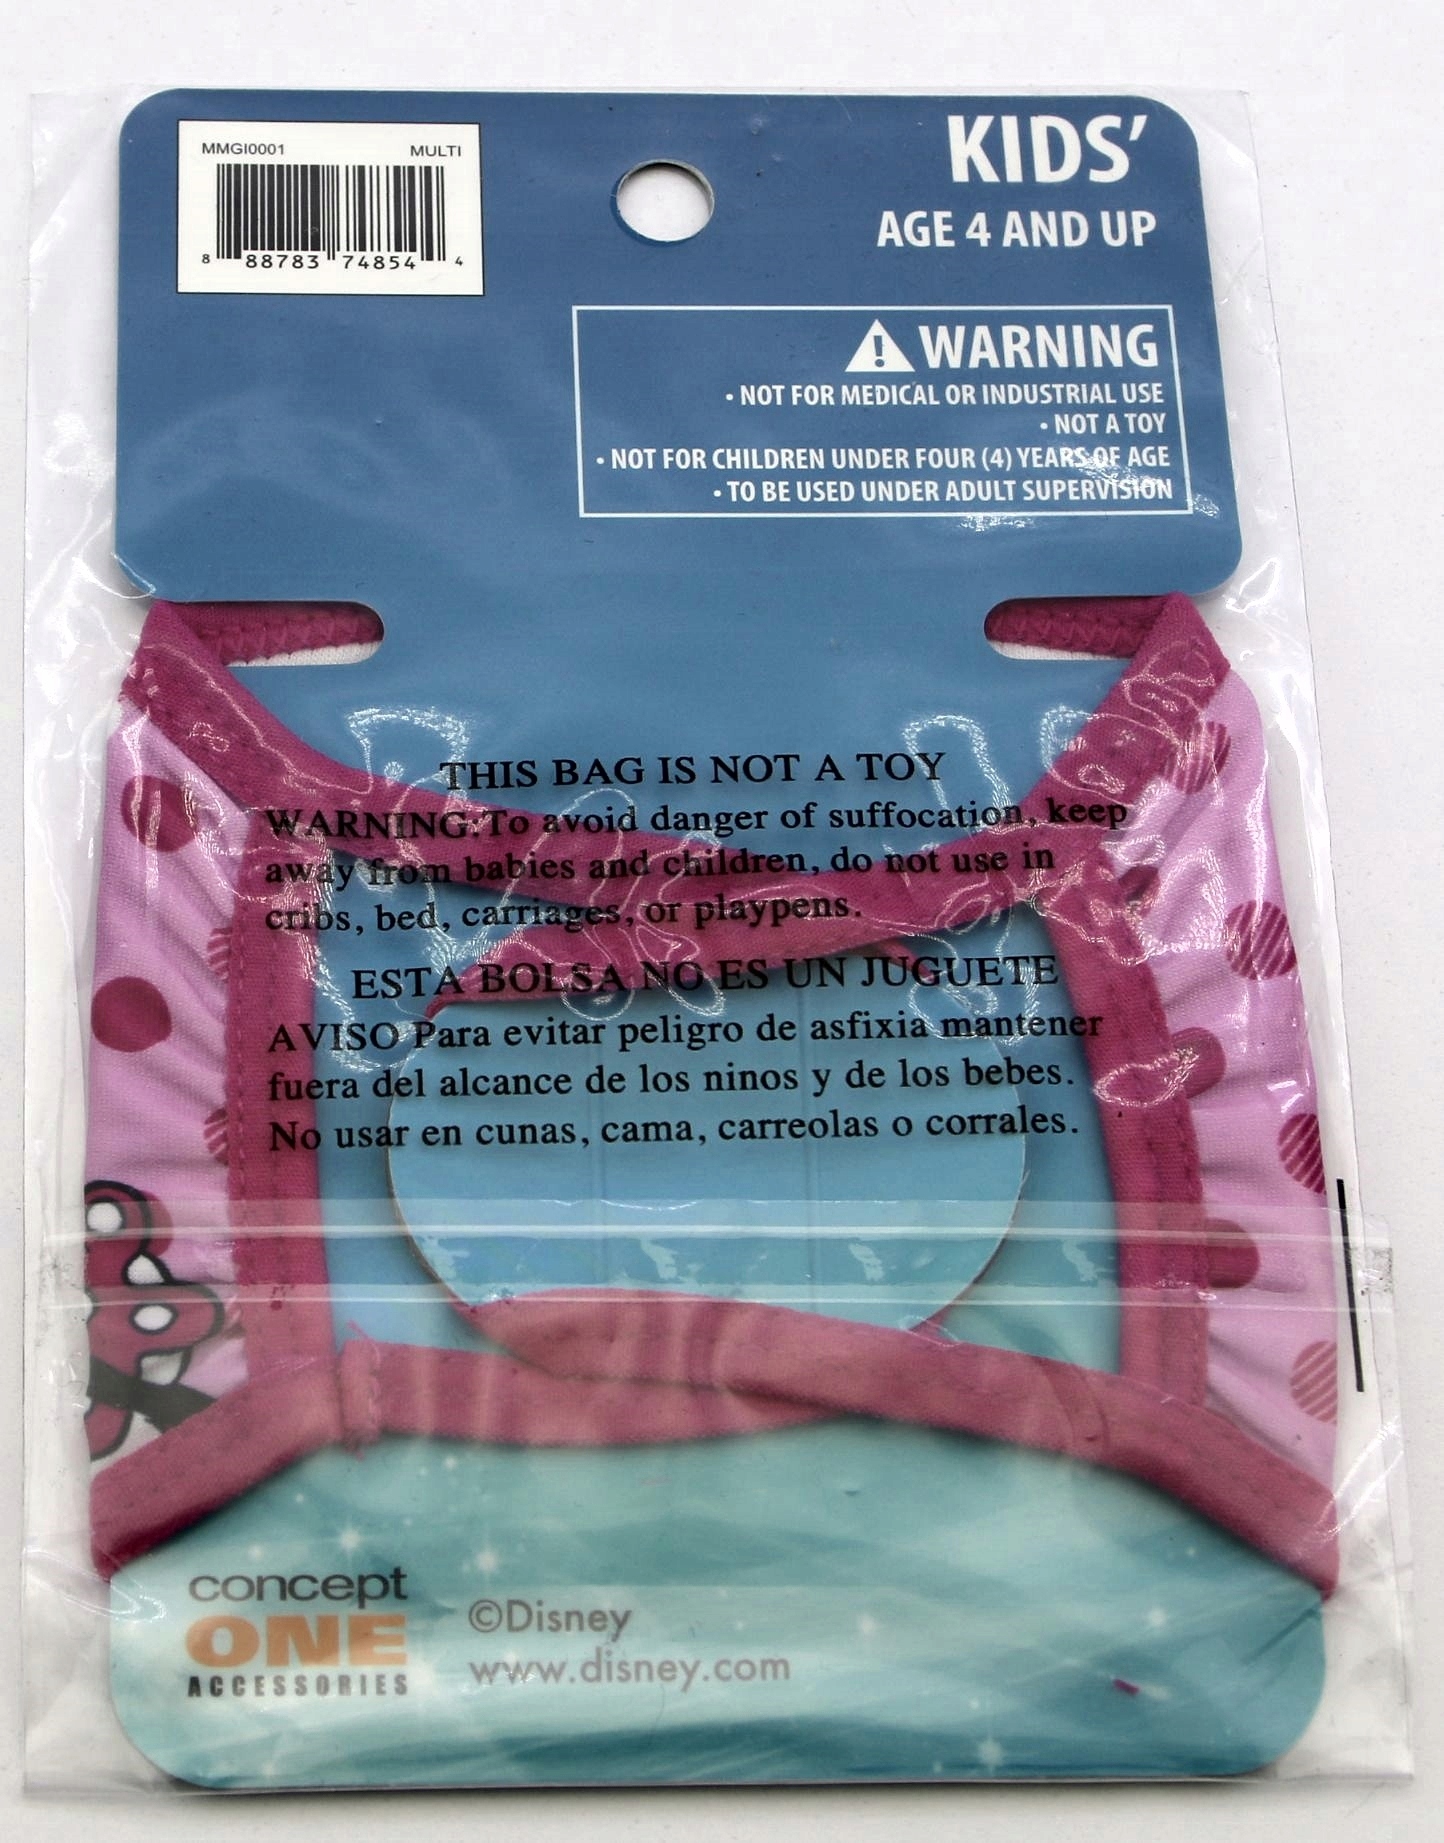 MMGI0001 MULTI
8 88783 74854 4
KIDS'
AGE 4 AND UP
WARNING
• NOT FOR MEDICAL OR INDUSTRIAL USE
• NOT A TOY
• NOT FOR CHILDREN UNDER FOUR (4) YEARS OF AGE
• TO BE USED UNDER ADULT SUPERVISION
THIS BAG IS NOT A TOY
WARNING:To avoid danger of suffocation, keep
away from babies and children, do not use in
cribs, bed, carriages, or playpens.
ESTA BOLSA NO ES UN JUGUETE
AVISO Para evitar peligro de asfixia mantener
fuera del alcance de los ninos y de los bebes.
No usar en cunas, cama, carreolas o corrales.
concept
ONE
ACCESSORIES
©Disney
www.disney.com